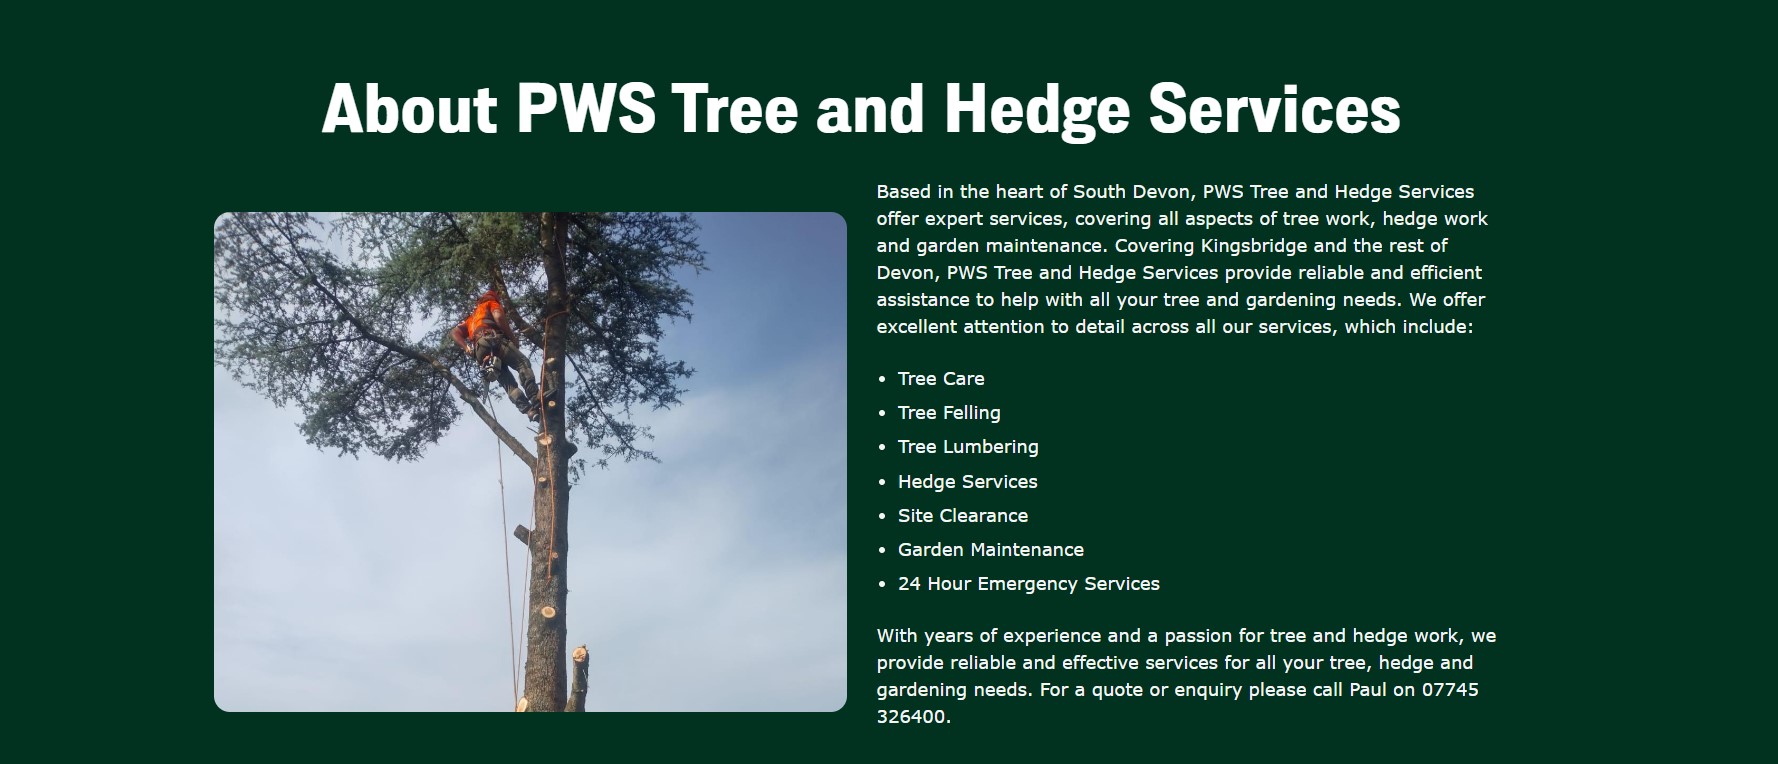 About PWS Tree and Hedge Services
Based in the heart of South Devon, PWS Tree and Hedge Services
offer expert services, covering all aspects of tree work, hedge work
and garden maintenance. Covering Kingsbridge and the rest of
Devon, PWS Tree and Hedge Services provide reliable and efficient
assistance to help with all your tree and gardening needs. We offer
excellent attention to detail across all our services, which include:
• Tree Care
• Tree Felling
• Tree Lumbering
• Hedge Services
• Site Clearance
• Garden Maintenance
• 24 Hour Emergency Services
With years of experience and a passion for tree and hedge work, we
provide reliable and effective services for all your tree, hedge and
gardening needs. For a quote or enquiry please call Paul on 07745
326400.